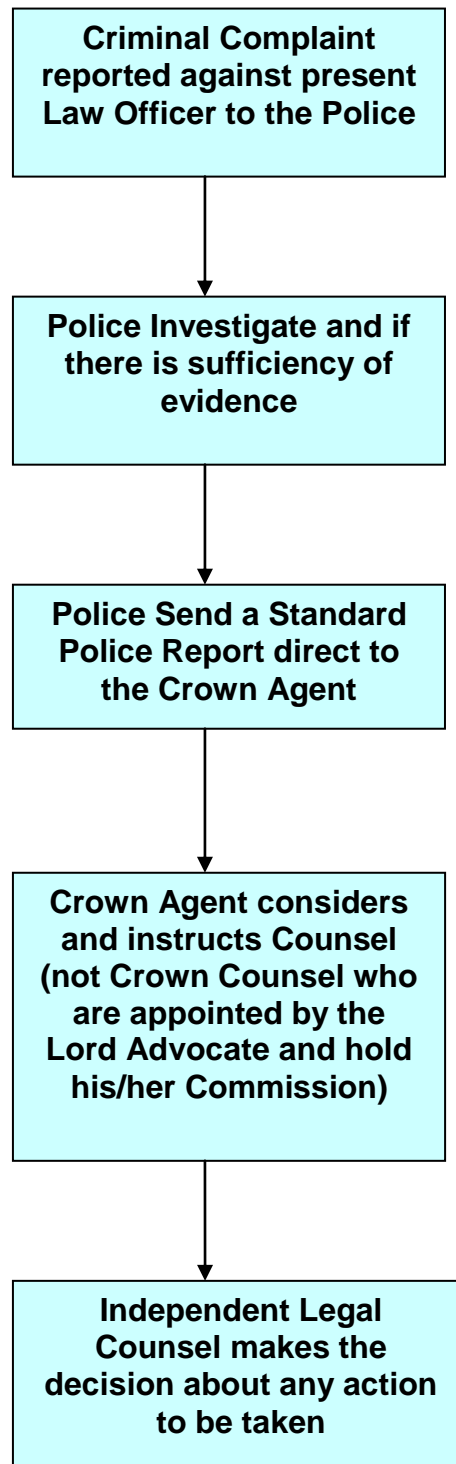 Criminal Complaint
reported against present
Law Officer to the Police
Police Investigate and if
there is sufficiency of
evidence
Police Send a Standard
Police Report direct to
the Crown Agent
Crown Agent considers
and instructs Counsel
(not Crown Counsel who
are appointed by the
Lord Advocate and hold
his/her Commission)
Independent Legal
Counsel makes the
decision about any action
to be taken